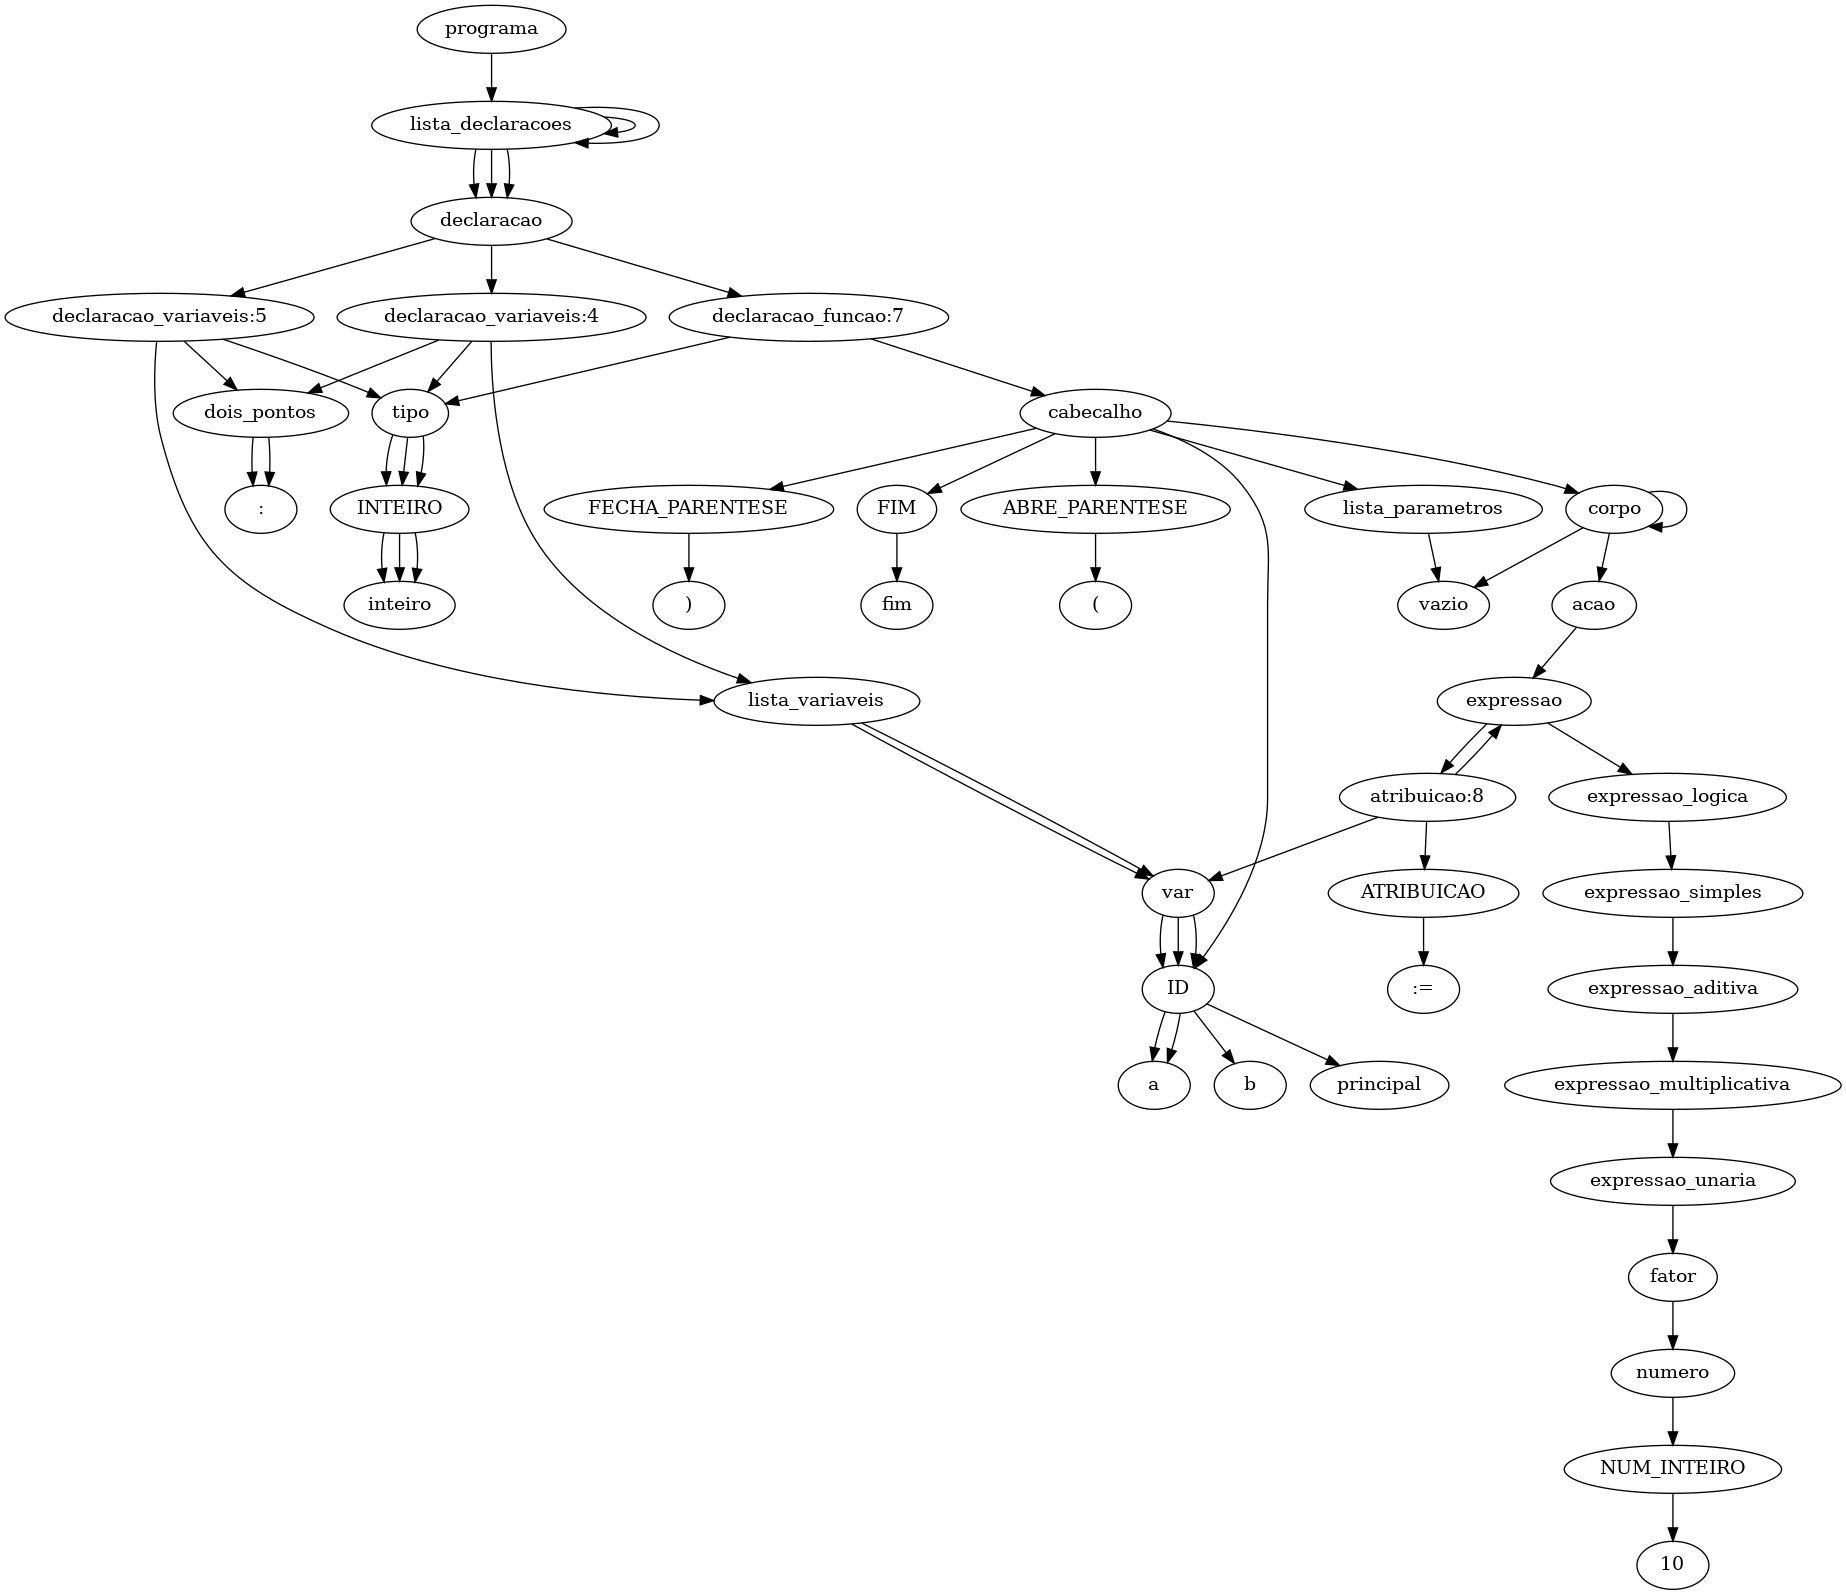 programa
lista_declaracoes
declaracao
declaracao_variaveis:5
declaracao_variaveis:4
declaracao_funcao:7
dois_pontos
tipo
cabecalho
:
INTEIRO
FECHA_PARENTESE
FIM
ABRE_PARENTESE
lista_parametros
corpo
inteiro
)
fim
(
vazio
acao
lista_variaveis
expressao
atribuicao:8
expressao_logica
var
ATRIBUICAO
expressao_simples
ID
:=
expressao_aditiva
a
b
principal
expressao_multiplicativa
expressao_unaria
fator
numero
NUM_INTEIRO
10